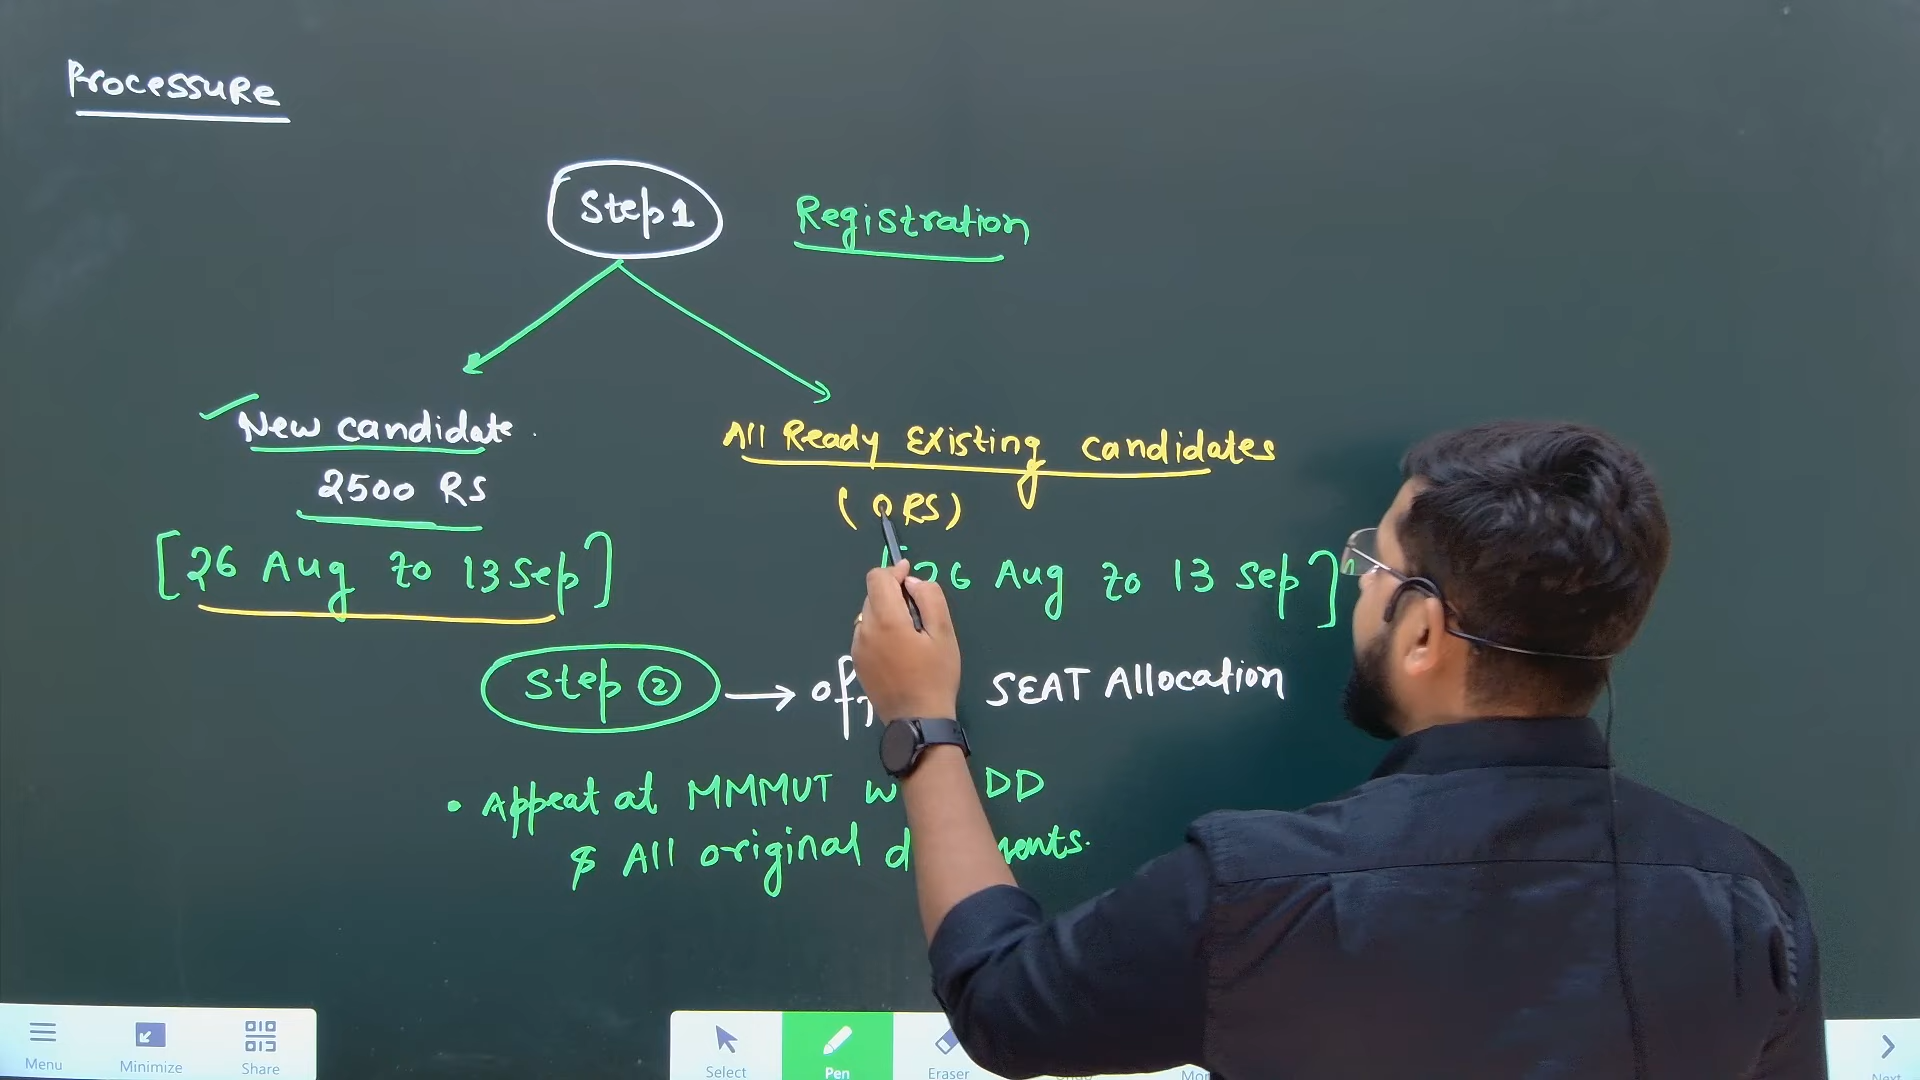 Processure
Step 1
Registration
New candidate.
All Ready Existing candidates
2500 RS
(0 RS)
[26 Aug to 13 Sep]
26 Aug to 13 Sep]
Step 2 → SEAT Allocation
• Appeat at MMMUT DD
& All original
Menu
Minimize
Share
Select
Pen
Eraser
Next